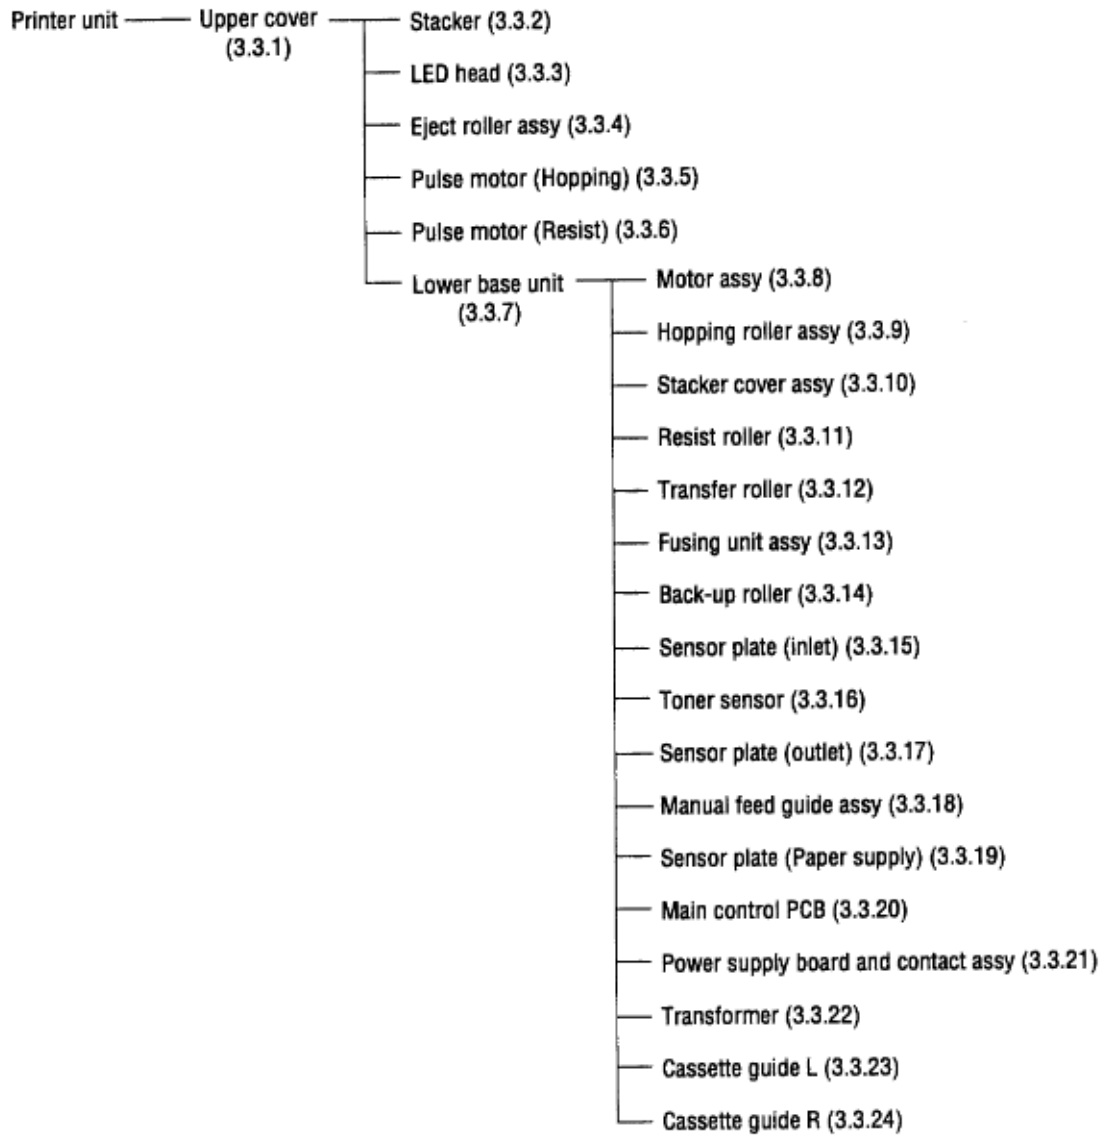 Printer unit Upper cover Stacker (3.3.2)
(3.3.1)
LED head (3.3.3)
Eject roller assy (3.3.4)
Pulse motor (Hopping) (3.3.5)
Pulse motor (Resist) (3.3.6)
Lower base unit Motor assy (3.3.8)
(3.3.7)
Hopping roller assy (3.3.9)
Stacker cover assy (3.3.10)
Resist roller (3.3.11)
Transfer roller (3.3.12)
Fusing unit assy (3.3.13)
Back-up roller (3.3.14)
Sensor plate (inlet) (3.3.15)
Toner sensor (3.3.16)
Sensor plate (outlet) (3.3.17)
Manual feed guide assy (3.3.18)
Sensor plate (Paper supply) (3.3.19)
Main control PCB (3.3.20)
Power supply board and contact assy (3.3.21)
Transformer (3.3.22)
Cassette guide L (3.3.23)
Cassette guide R (3.3.24)